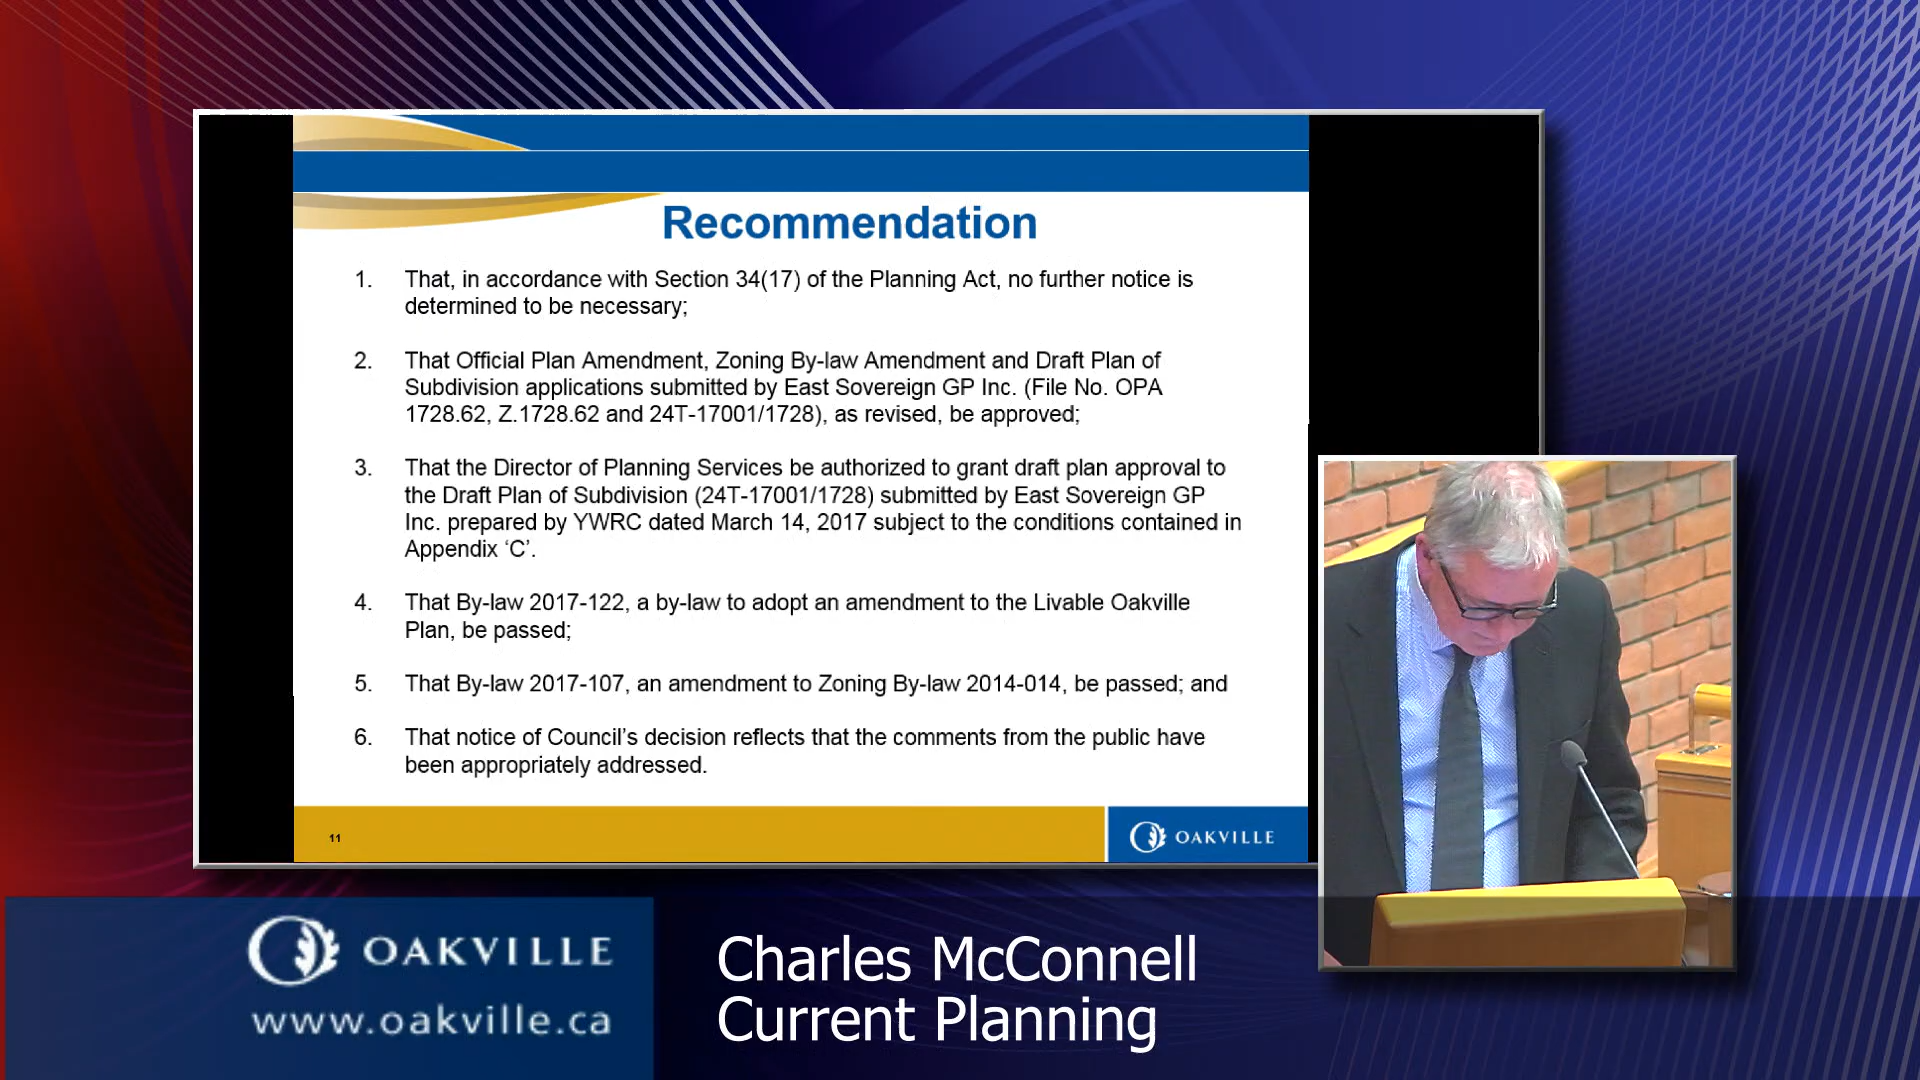 Recommendation
1. That, in accordance with Section 34(17) of the Planning Act, no further notice is
determined to be necessary;
2. That Official Plan Amendment, Zoning By-law Amendment and Draft Plan of
Subdivision applications submitted by East Sovereign GP Inc. (File No. OPA
1728.62, Z.1728.62 and 24T-17001/1728), as revised, be approved;
3. That the Director of Planning Services be authorized to grant draft plan approval to
the Draft Plan of Subdivision (24T-17001/1728) submitted by East Sovereign GP
Inc. prepared by YWRC dated March 14, 2017 subject to the conditions contained in
Appendix ‘C’.
4. That By-law 2017-122, a by-law to adopt an amendment to the Livable Oakville
Plan, be passed;
5. That By-law 2017-107, an amendment to Zoning By-law 2014-014, be passed; and
6. That notice of Council’s decision reflects that the comments from the public have
been appropriately addressed.
11
OAKVILLE
OAKVILLE
www.oakville.ca
Charles McConnell
Current Planning